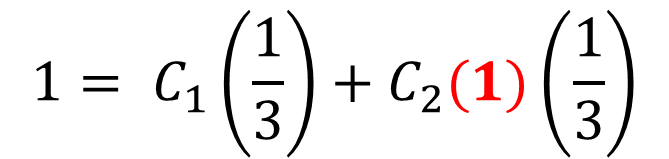 1 = C₁(1/3) + C₂(1)(1/3)